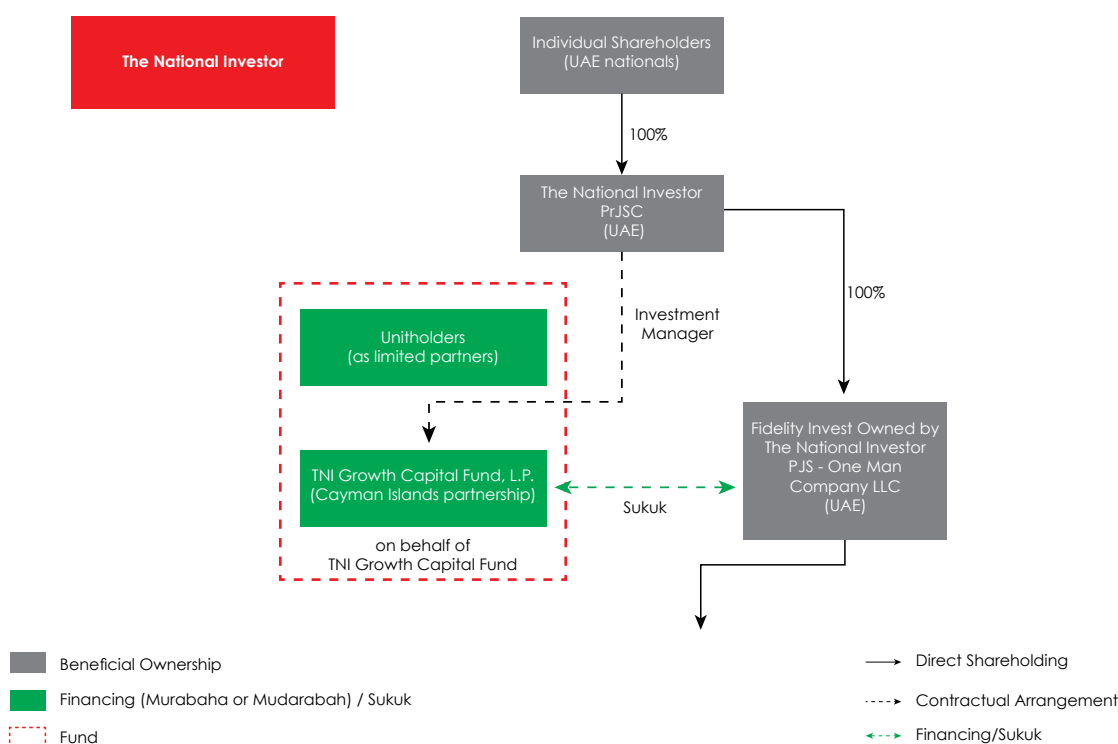 The National Investor
Individual Shareholders
(UAE nationals)
100%
The National Investor
PrJSC
(UAE)
100%
Investment
Manager
Unitholders
(as limited partners)
TNI Growth Capital Fund, L.P.
(Cayman Islands partnership)
on behalf of
TNI Growth Capital Fund
Sukuk
Fidelity Invest Owned by
The National Investor
PJS - One Man
Company LLC
(UAE)
Beneficial Ownership
Financing (Murabaha or Mudarabah) / Sukuk
Fund
Direct Shareholding
Contractual Arrangement
Financing/Sukuk